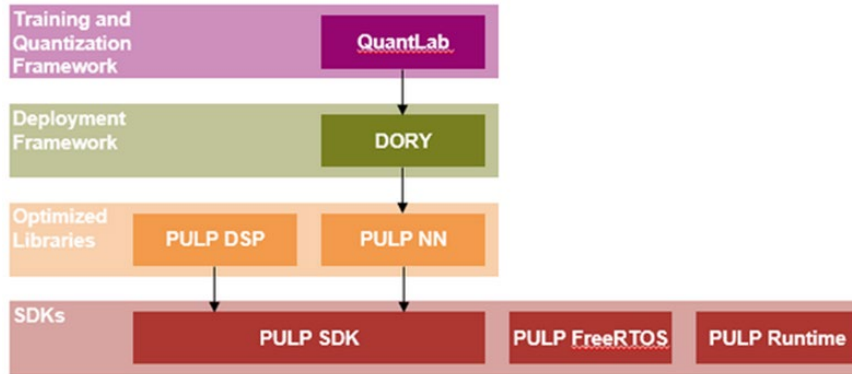 Training and
Quantization
Framework
QuantLab
Deployment
Framework
DORY
Optimized
Libraries
PULP DSP
PULP NN
SDKs
PULP SDK
PULP FreeRTOS
PULP Runtime